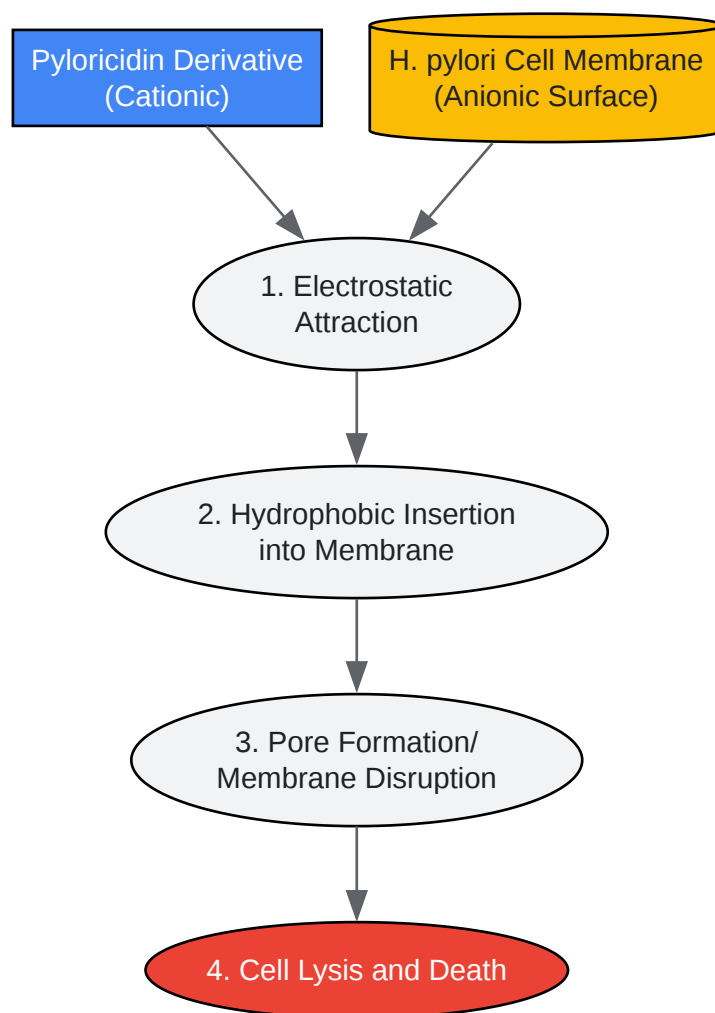 Pyloricidin Derivative
(Cationic)
H. pylori Cell Membrane
(Anionic Surface)
1. Electrostatic
Attraction
2. Hydrophobic Insertion
into Membrane
3. Pore Formation/
Membrane Disruption
4. Cell Lysis and Death